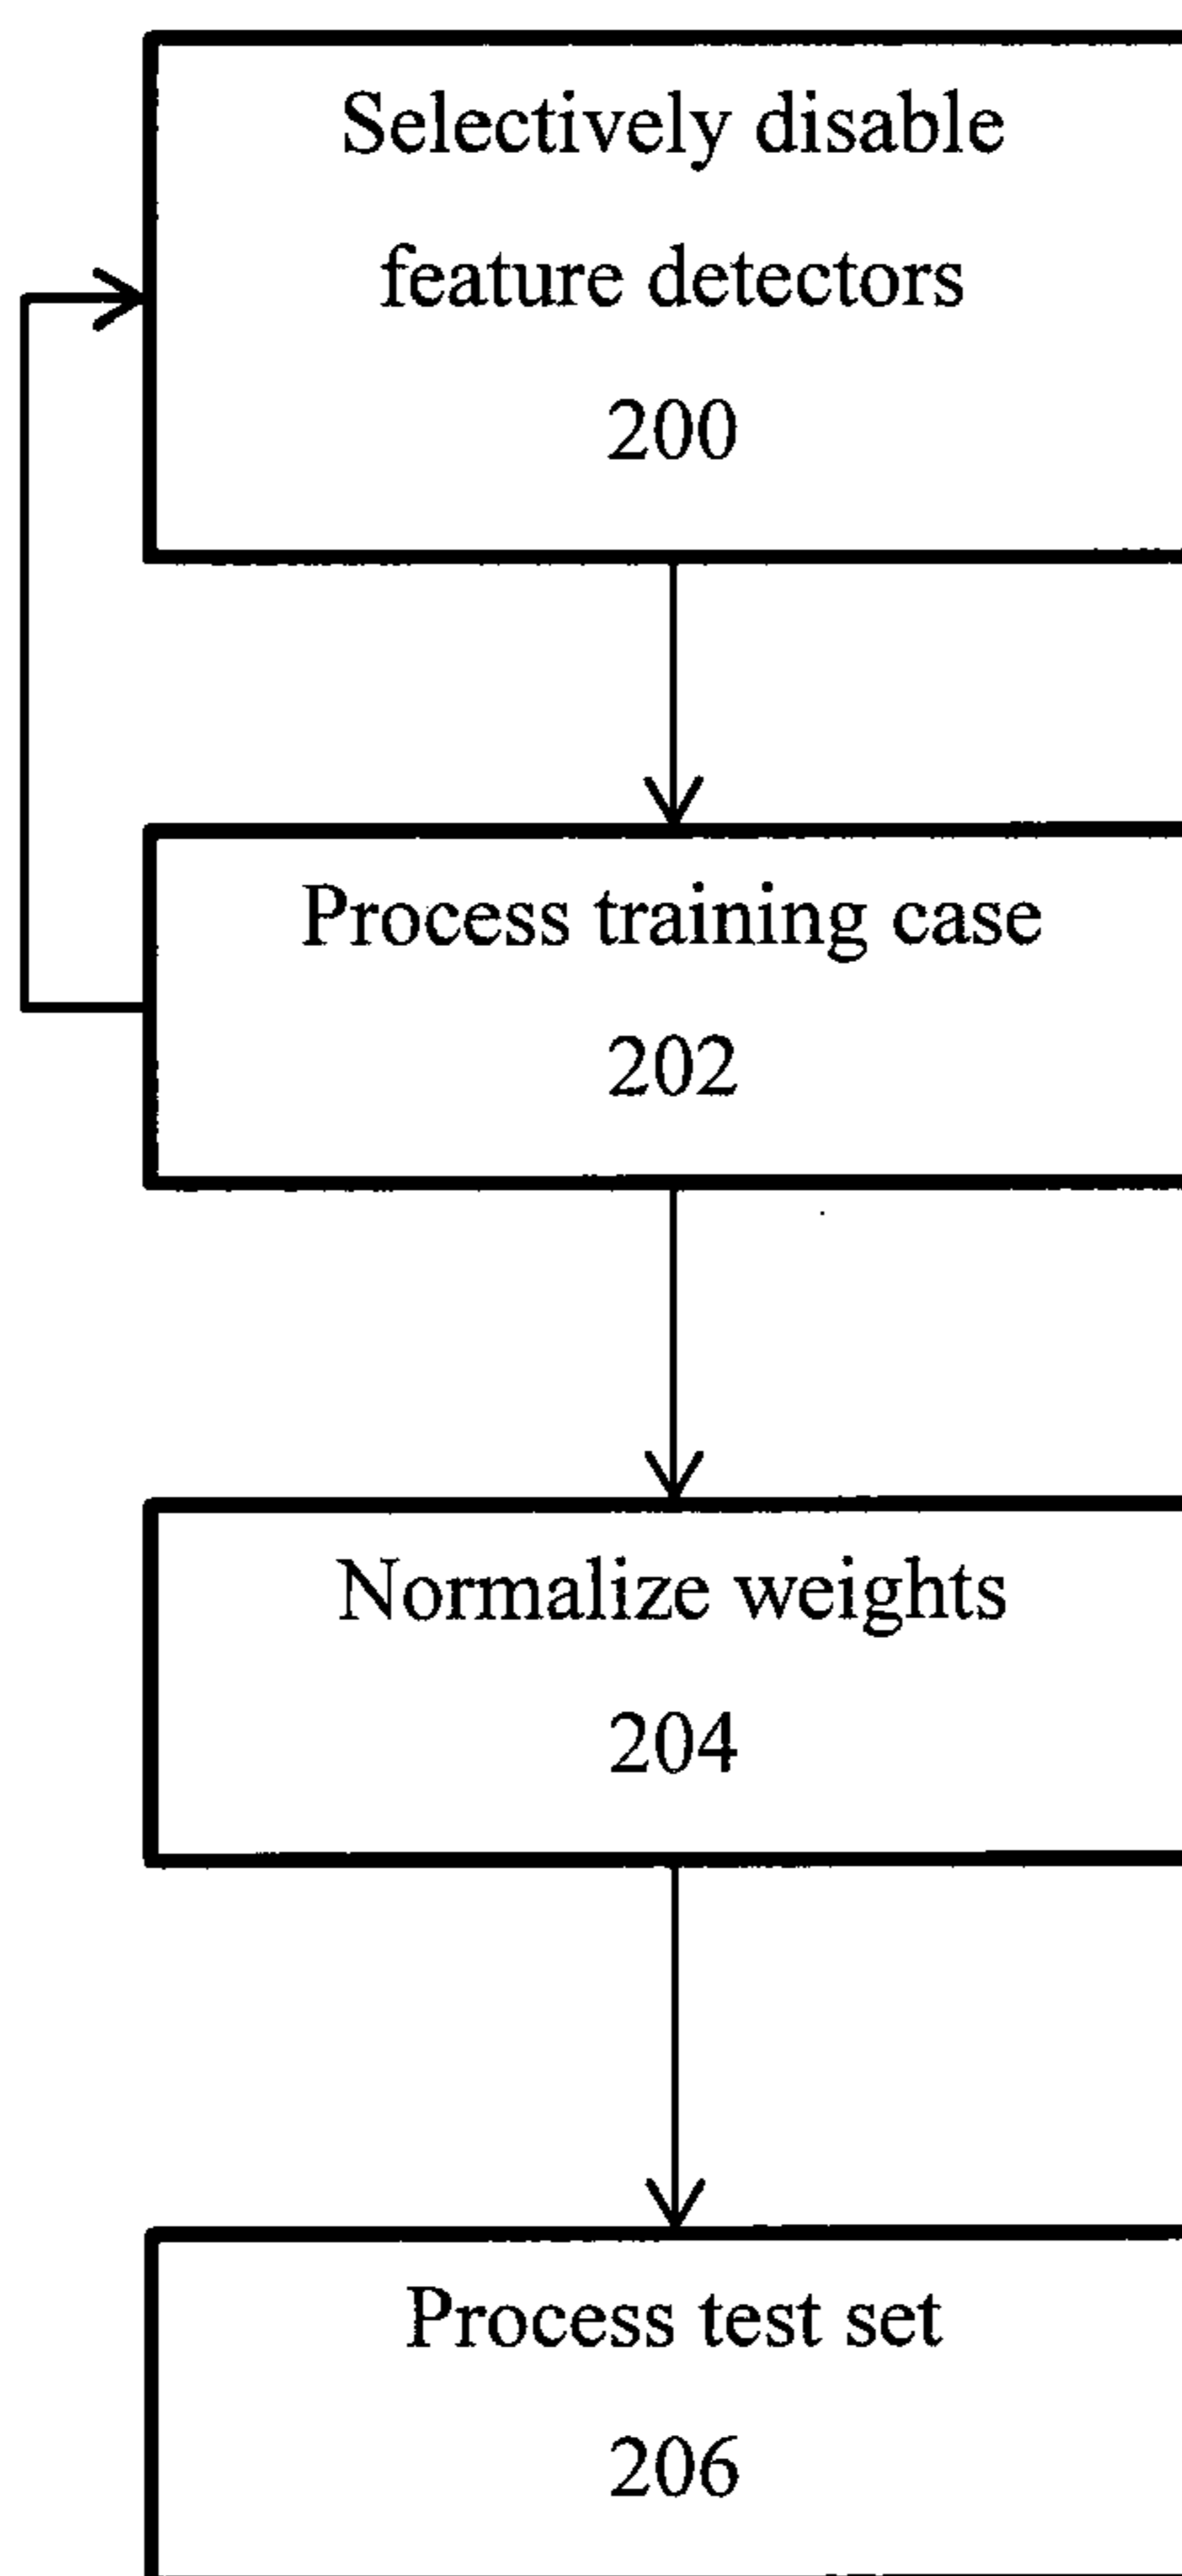 Selectively disable
feature detectors
200
Process training case
202
Normalize weights
204
Process test set
206